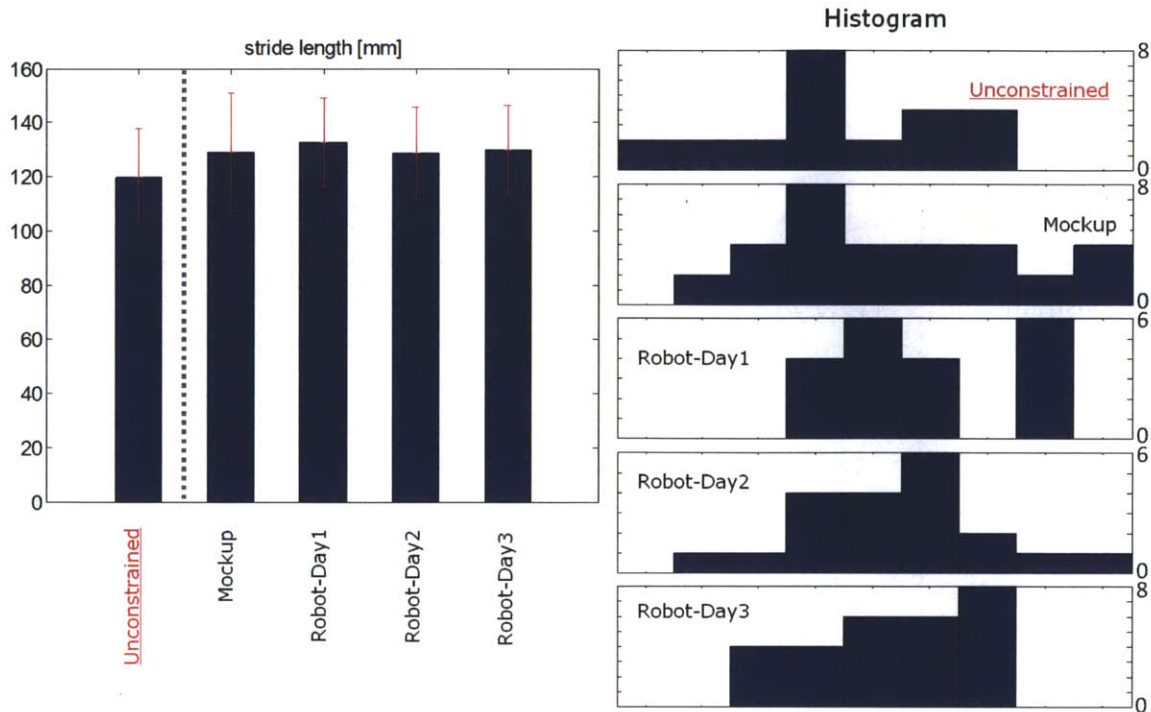 stride length [mm]
160
140
120
100
80
60
40
20
0
Unconstrained
Mockup
Robot-Day1
Robot-Day2
Robot-Day3
Histogram
8
Unconstrained
0
8
Mockup
0
6
Robot-Day1
0
6
Robot-Day2
0
8
Robot-Day3
0